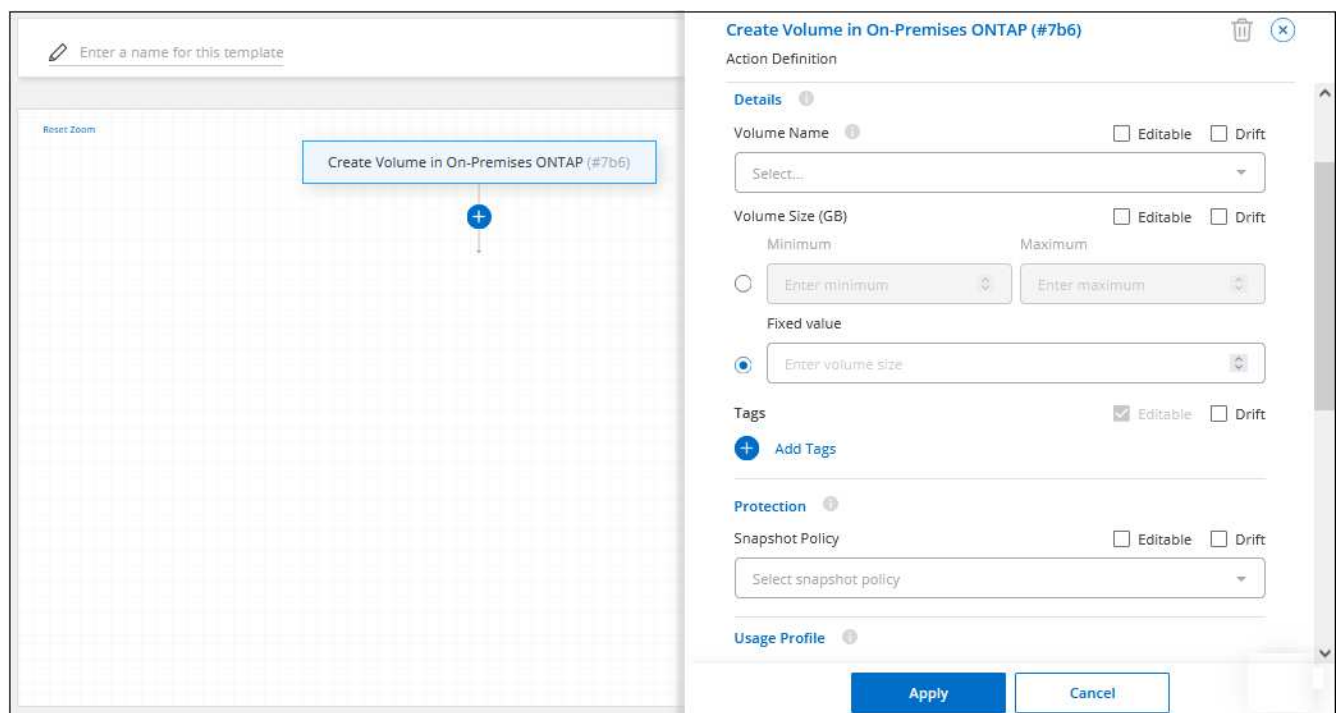 Enter a name for this template
Reset Zoom
Create Volume in On-Premises ONTAP (#7b6)
Create Volume in On-Premises ONTAP (#7b6)
Action Definition
Details
Volume Name Editable Drift
Select...
Volume Size (GB) Editable Drift
Minimum Maximum
Enter minimum Enter maximum
Fixed value
Enter volume size
Tags Editable Drift
Add Tags
Protection
Snapshot Policy Editable Drift
Select snapshot policy
Usage Profile
Apply Cancel